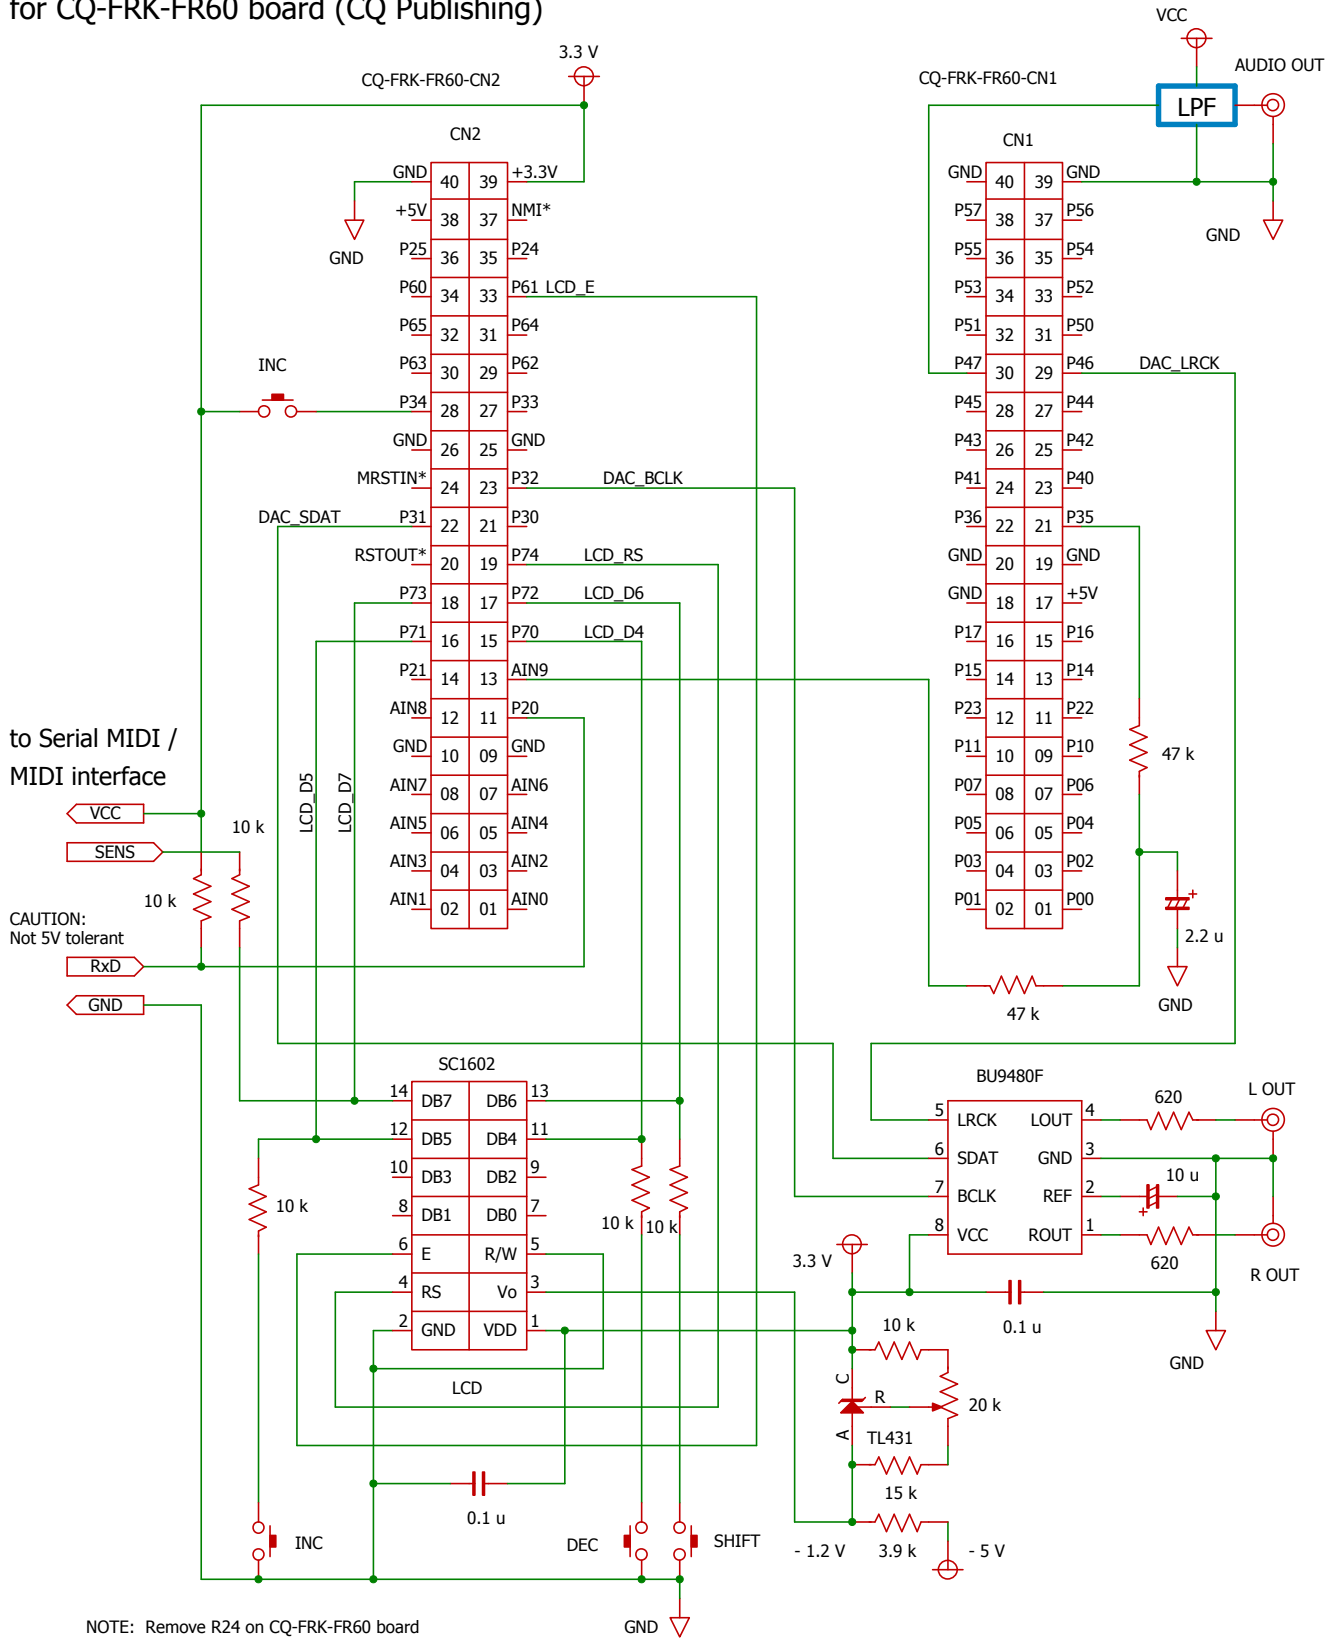 for CQ-FRK-FR60 board (CQ Publishing)
VCC
3.3 V
AUDIO OUT
CQ-FRK-FR60-CN2
CQ-FRK-FR60-CN1
LPF
CN2
CN1
GND 40 39 +3.3V
+5V 38 37 NMI*
P25 36 35 P24
P60 34 33 P61 LCD_E
P65 32 31 P64
P63 30 29 P62
P34 28 27 P33
GND 26 25 GND
MRSTIN* 24 23 P32 DAC_BCLK
DAC_SDAT P31 22 21 P30
RSTOUT* 20 19 P74 LCD_RS
P73 18 17 P72 LCD_D6
P71 16 15 P70 LCD_D4
P21 14 13 AIN9
AIN8 12 11 P20
GND 10 09 GND
AIN7 08 07 AIN6
AIN5 06 05 AIN4
AIN3 04 03 AIN2
AIN1 02 01 AIN0
GND
INC
LCD_D5
LCD_D7
GND 40 39 GND
P57 38 37 P56
P55 36 35 P54
P53 34 33 P52
P51 32 31 P50
P47 30 29 P46 DAC_LRCK
P45 28 27 P44
P43 26 25 P42
P41 24 23 P40
P36 22 21 P35
GND 20 19 GND
GND 18 17 +5V
P17 16 15 P16
P15 14 13 P14
P23 12 11 P22
P11 10 09 P10
P07 08 07 P06
P05 06 05 P04
P03 04 03 P02
P01 02 01 P00
GND
47 k
2.2 u
GND
47 k
to Serial MIDI /
MIDI interface
VCC
10 k
SENS
10 k
CAUTION:
Not 5V tolerant
RxD
GND
SC1602
14 DB7 DB6 13
12 DB5 DB4 11
10 DB3 DB2 9
8 DB1 DB0 7
6 E R/W 5
4 RS Vo 3
2 GND VDD 1
LCD
10 k
10 k
10 k
0.1 u
INC
DEC
SHIFT
GND
BU9480F
5 LRCK LOUT 4
6 SDAT GND 3
7 BCLK REF 2
8 VCC ROUT 1
620
L OUT
10 u
+
620
R OUT
3.3 V
0.1 u
GND
10 k
C
R
A
20 k
TL431
15 k
- 1.2 V
3.9 k
- 5 V
NOTE: Remove R24 on CQ-FRK-FR60 board